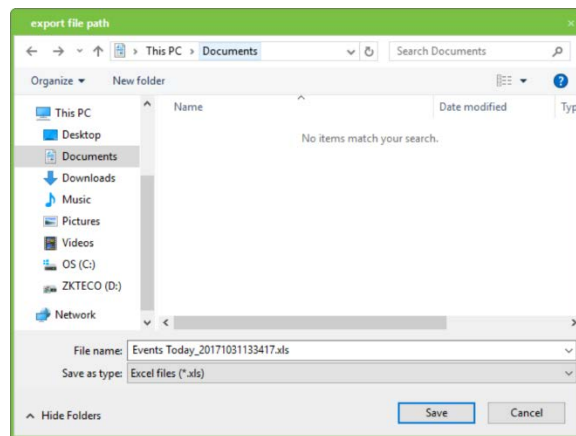 export file path
This PC > Documents
Search Documents
Organize
New folder
This PC
Desktop
Documents
Downloads
Music
Pictures
Videos
OS (C:)
ZKTECO (D:)
Network
Name
Date modified
Typ
No items match your search.
File name: Events Today_20171031133417.xls
Save as type: Excel files (*.xls)
Hide Folders
Save
Cancel